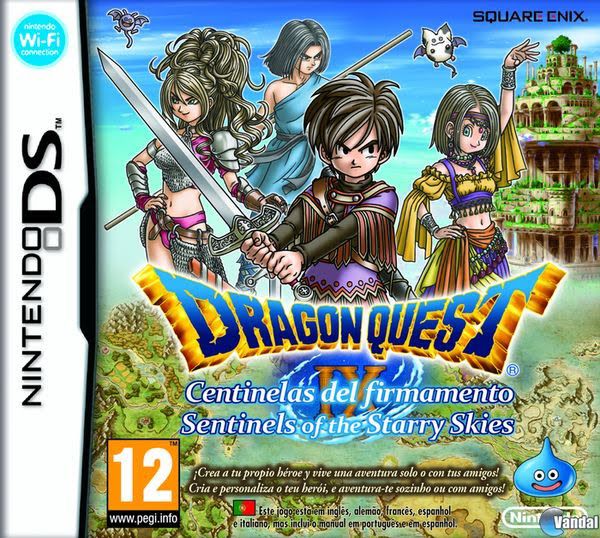 Nintendo
Wi-Fi
connection
SQUARE ENIX.
NINTENDO DS™
DRAGON QUEST®
IX
Centinelas del firmamento
Sentinels of the Starry Skies
12™
www.pegi.info
¡Crea a tu propio héroe y vive una aventura solo o con tus amigos!
Cria e personaliza o teu herói, e aventura-te sozinho ou com amigos!
Este jogo está em inglês, alemão, francês, espanhol
e italiano, mas inclui o manual em português e em espanhol.
Nintendo
Vandal